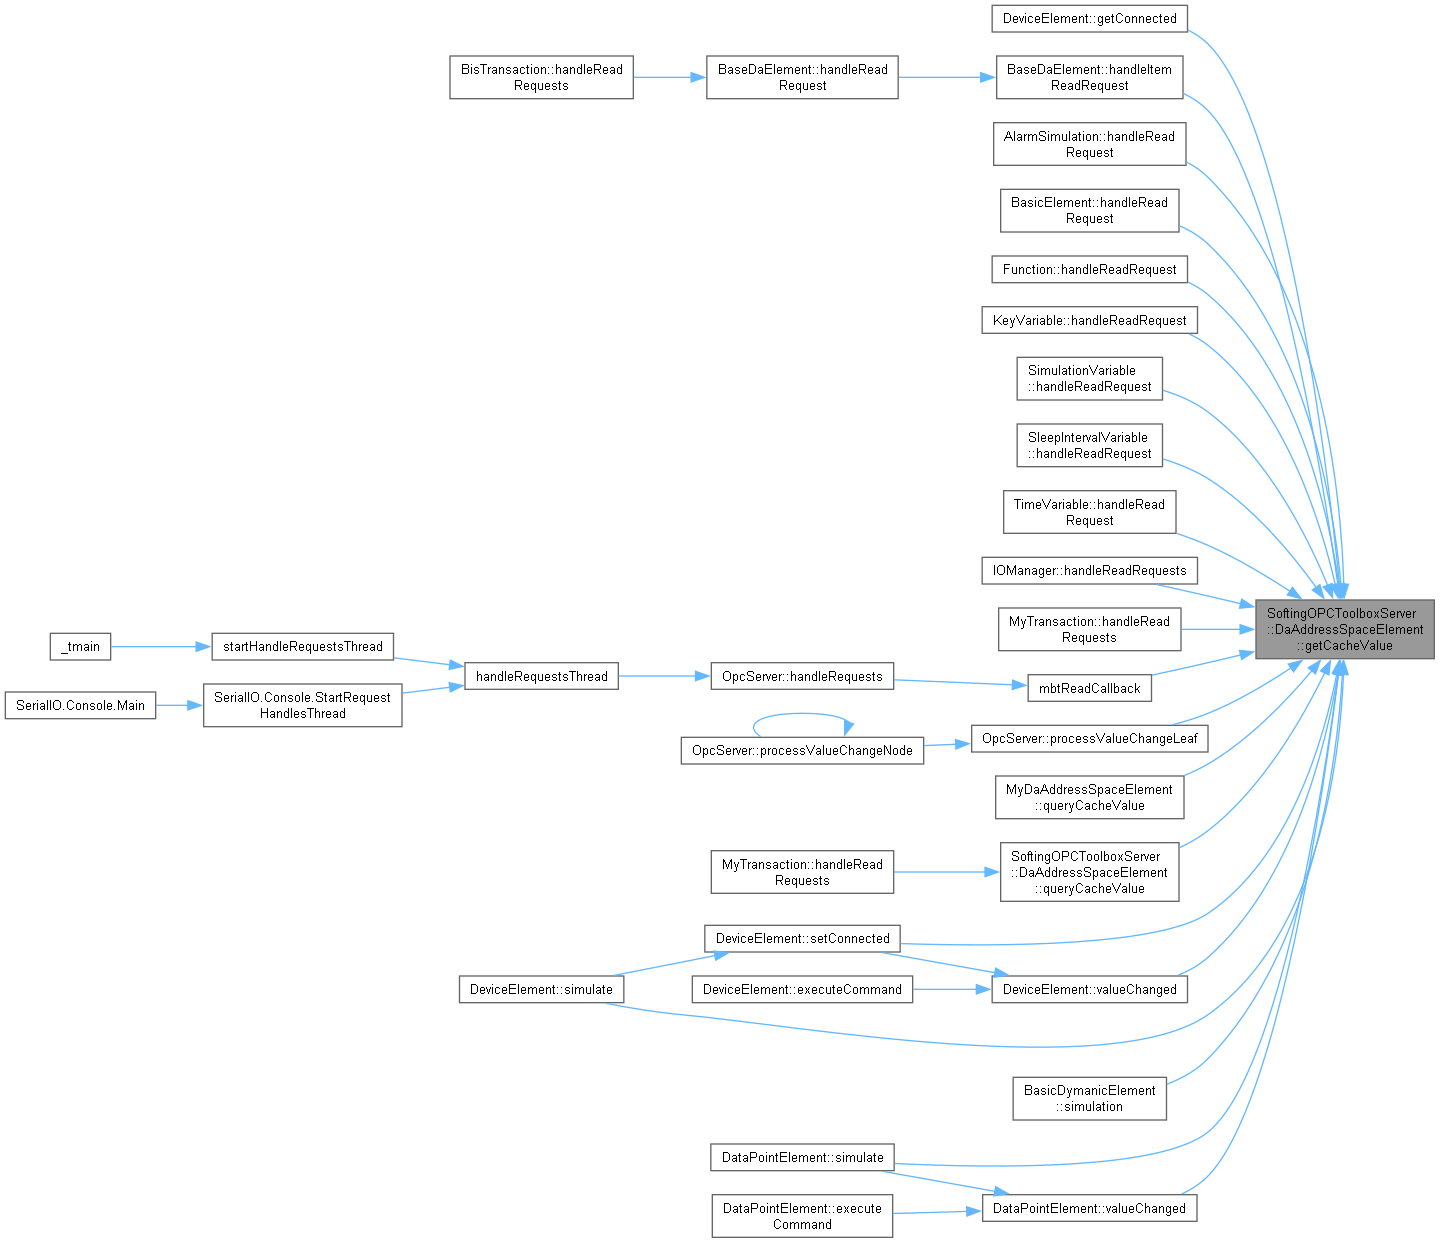 DeviceElement::getConnected
BisTransaction::handleRead
Requests
BaseDaElement::handleRead
Request
BaseDaElement::handleItem
ReadRequest
AlarmSimulation::handleRead
Request
BasicElement::handleRead
Request
Function::handleReadRequest
KeyVariable::handleReadRequest
SimulationVariable
::handleReadRequest
SleepIntervalVariable
::handleReadRequest
TimeVariable::handleRead
Request
IOManager::handleReadRequests
MyTransaction::handleRead
Requests
SoftingOPCToolboxServer
::DaAddressSpaceElement
::getCacheValue
_tmain
startHandleRequestsThread
handleRequestsThread
OpcServer::handleRequests
mbtReadCallback
SerialIO.Console.Main
SerialIO.Console.StartRequest
HandlesThread
OpcServer::processValueChangeNode
OpcServer::processValueChangeLeaf
MyDaAddressSpaceElement
::queryCacheValue
MyTransaction::handleRead
Requests
SoftingOPCToolboxServer
::DaAddressSpaceElement
::queryCacheValue
DeviceElement::setConnected
DeviceElement::simulate
DeviceElement::executeCommand
DeviceElement::valueChanged
BasicDymanicElement
::simulation
DataPointElement::simulate
DataPointElement::execute
Command
DataPointElement::valueChanged